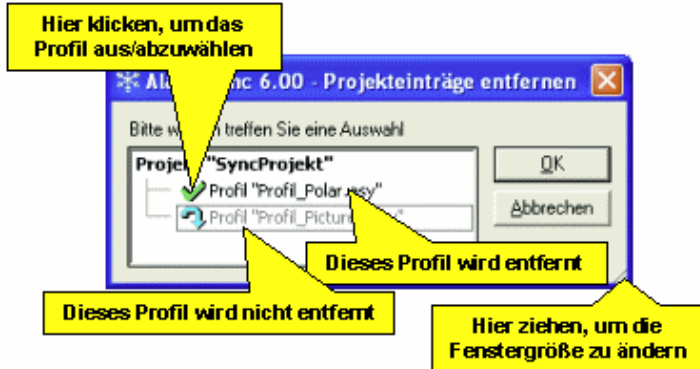 Hier klicken, um das
Profil aus/abzuwählen
6.00 - Projekteinträge entfernen
Bitte treffen Sie eine Auswahl
"SyncProjekt"
Profil "Profil_Polar
Profil "Profil_Picture
OK
Abbrechen
Dieses Profil wird entfernt
Dieses Profil wird nicht entfernt
Hier ziehen, um die
Fenstergröße zu ändern